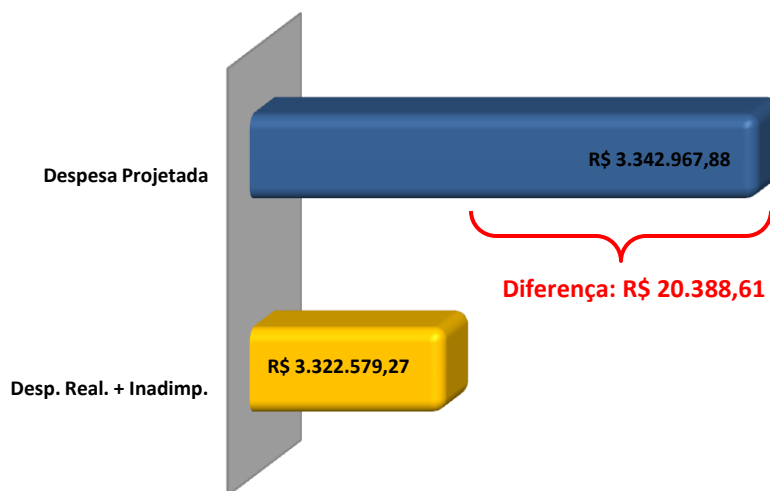 Despesa Projetada
R$ 3.342.967,88
Diferença: R$ 20.388,61
Desp. Real. + Inadimp.
R$ 3.322.579,27